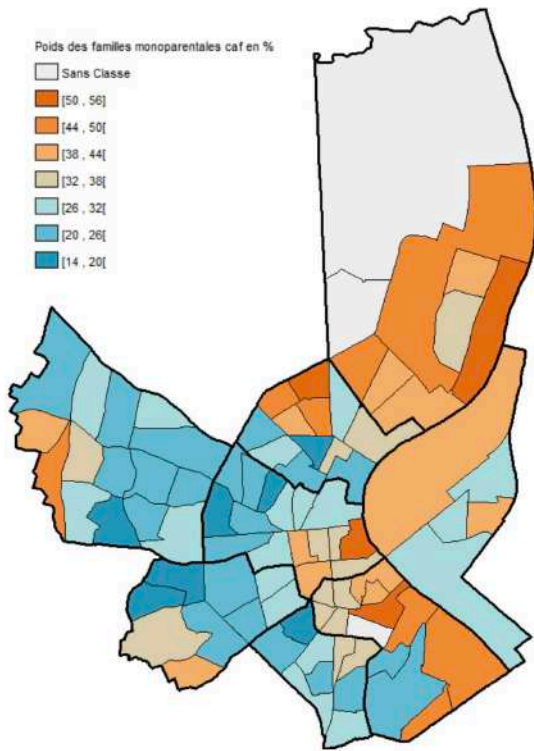 Poids des familles monoparentales caf en %
Sans Classe
[50 , 56]
[44 , 50[
[38 , 44[
[32 , 38[
[26 , 32[
[20 , 26[
[14 , 20[